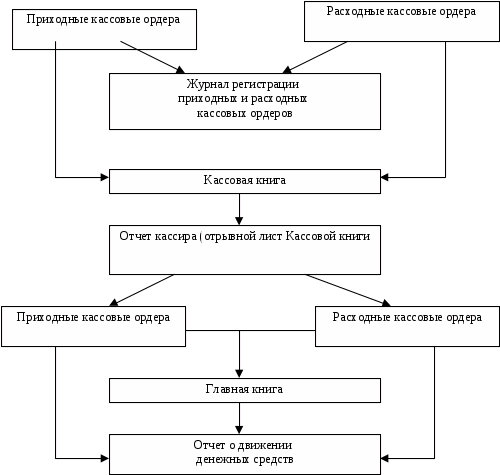 Приходные кассовые ордера
Расходные кассовые ордера
Журнал регистрации
приходных и расходных
кассовых ордеров
Кассовая книга
Отчет кассира (отрывной лист Кассовой книги
Приходные кассовые ордера
Расходные кассовые ордера
Главная книга
Отчет о движении
денежных средств